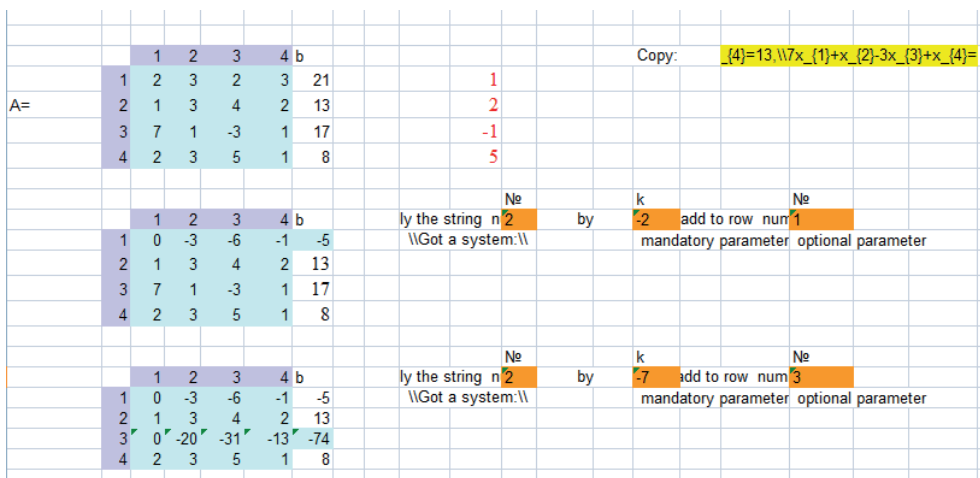 1 2 3 4 b Copy: _{4}=13,\\7x_{1}+x_{2}-3x_{3}+x_{4}=
1 2 3 2 3 21 1
A= 2 1 3 4 2 13 2
3 7 1 -3 1 17 -1
4 2 3 5 1 8 5
№ k №
1 2 3 4 b ly the string n 2 by -2 add to row num 1
1 0 -3 -6 -1 -5 \\Got a system:\\ mandatory parameter optional parameter
2 1 3 4 2 13
3 7 1 -3 1 17
4 2 3 5 1 8
№ k №
1 2 3 4 b ly the string n 2 by -7 add to row num 3
1 0 -3 -6 -1 -5 \\Got a system:\\ mandatory parameter optional parameter
2 1 3 4 2 13
3 0 -20 -31 -13 -74
4 2 3 5 1 8